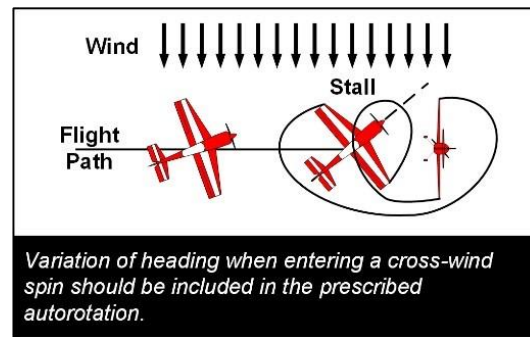 Wind
Stall
Flight
Path
Variation of heading when entering a cross-wind
spin should be included in the prescribed
autorotation.